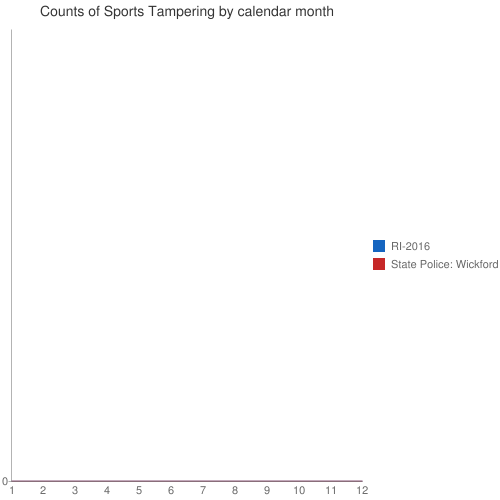 Counts of Sports Tampering by calendar month
RI-2016
State Police: Wickford
0
1 2 3 4 5 6 7 8 9 10 11 12